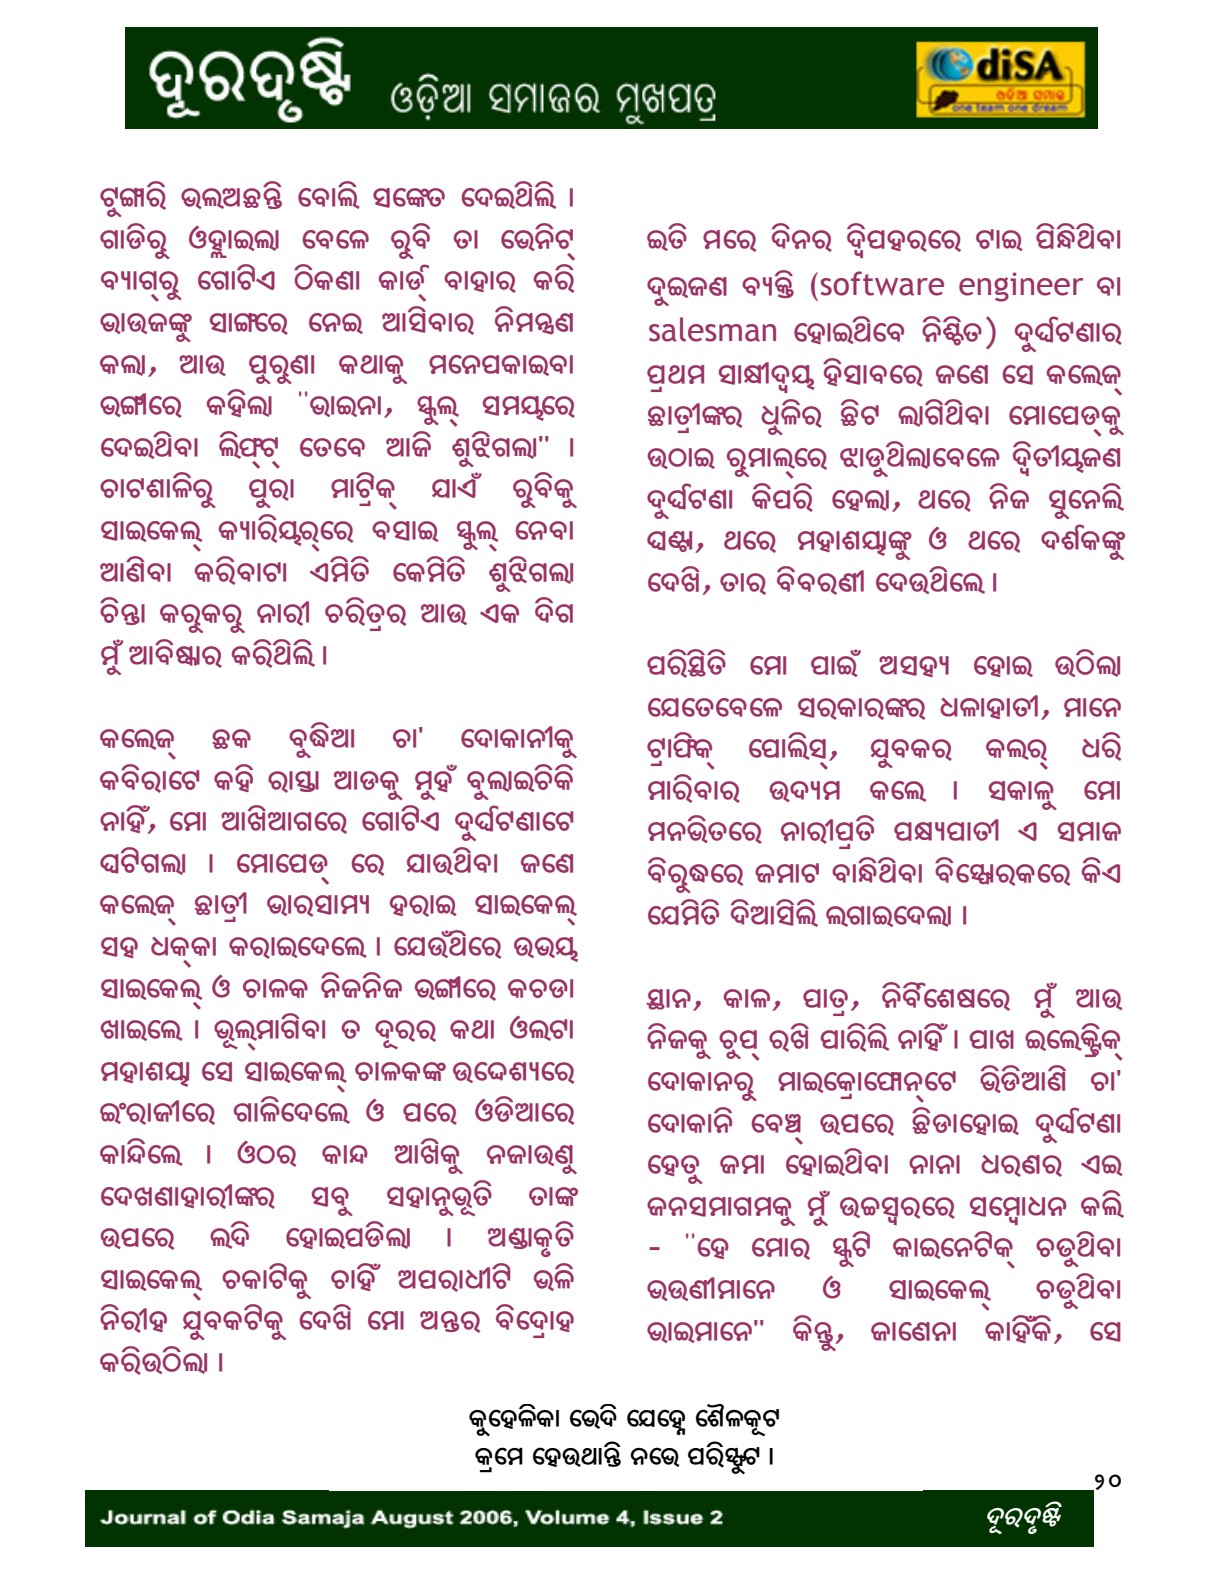 ଦୂରଦୃଷ୍ଟି
ଓଡ଼ିଆ ସମାଜର ମୁଖପତ୍ର
diSA
ଓଡ଼ିଆ ସମାଜ
one team one dream
ଟୁଙ୍ଗାରି ଭଲଅଛନ୍ତି ବୋଲି ସଙ୍କେତ ଦେଇଥିଲି ।
ଗାଡିରୁ ଓହ୍ଲାଇଲା ବେଳେ ରୁବି ତା ଭେନିଟ୍
ବ୍ୟାଗ୍‌ରୁ ଗୋଟିଏ ଠିକଣା କାର୍ଡ୍ ବାହାର କରି
ଭାଉଜଙ୍କୁ ସାଙ୍ଗରେ ନେଇ ଆସିବାର ନିମନ୍ତ୍ରଣ
କଲା, ଆଉ ପୁରୁଣା କଥାକୁ ମନେପକାଇବା
ଭଙ୍ଗୀରେ କହିଲା ''ଭାଇନା, ସ୍କୁଲ୍ ସମୟରେ
ଦେଇଥିବା ଲିଫ୍ଟ୍ ତେବେ ଆଜି ଶୁଝିଗଲା" ।
ଚାଟଶାଳିରୁ ପୁରା ମାଟ୍ରିକ୍ ଯାଏଁ ରୁବିକୁ
ସାଇକେଲ୍ କ୍ୟାରିୟର୍‌ରେ ବସାଇ ସ୍କୁଲ୍ ନେବା
ଆଣିବା କରିବାଟା ଏମିତି କେମିତି ଶୁଝିଗଲା
ଚିନ୍ତା କରୁକରୁ ନାରୀ ଚରିତ୍ରର ଆଉ ଏକ ଦିଗ
ମୁଁ ଆବିଷ୍କାର କରିଥିଲି ।
କଲେଜ୍ ଛକ ବୁଦ୍ଧିଆ ଚା' ଦୋକାନୀକୁ
କବିରାଟେ କହି ରାସ୍ତା ଆଡକୁ ମୁହଁ ବୁଲାଇଚିକି
ନାହିଁ, ମୋ ଆଖିଆଗରେ ଗୋଟିଏ ଦୁର୍ଘଟଣାଟେ
ଘଟିଗଲା । ମୋପେଡ୍ ରେ ଯାଉଥିବା ଜଣେ
କଲେଜ୍ ଛାତ୍ରୀ ଭାରସାମ୍ୟ ହରାଇ ସାଇକେଲ୍
ସହ ଧକ୍‌କା କରାଇଦେଲେ । ଯେଉଁଥିରେ ଉଭୟ
ସାଇକେଲ୍ ଓ ଚାଳକ ନିଜନିଜ ଭଙ୍ଗୀରେ କଚଡା
ଖାଇଲେ । ଭୂଲ୍‌ମାଗିବା ତ ଦୂରର କଥା ଓଲଟା
ମହାଶୟା ସେ ସାଇକେଲ୍ ଚାଳକଙ୍କ ଉଦ୍ଦେଶ୍ୟରେ
ଇଂରାଜୀରେ ଗାଳିଦେଲେ ଓ ପରେ ଓଡିଆରେ
କାନ୍ଦିଲେ । ଓଠର କାନ୍ଦ ଆଖିକୁ ନଜାଉଣୁ
ଦେଖଣାହାରୀଙ୍କର ସବୁ ସହାନୁଭୂତି ତାଙ୍କ
ଉପରେ ଲଦି ହୋଇପଡିଲା । ଅଣ୍ଡାକୃତି
ସାଇକେଲ୍ ଚକାଟିକୁ ଚାହିଁ ଅପରାଧୀଟି ଭଳି
ନିରୀହ ଯୁବକଟିକୁ ଦେଖି ମୋ ଅନ୍ତର ବିଦ୍ରୋହ
କରିଉଠିଲା ।
ଇତି ମରେ ଦିନର ଦ୍ୱିପହରରେ ଟାଇ ପିନ୍ଧିଥିବା
ଦୁଇଜଣ ବ୍ୟକ୍ତି (software engineer ବା
salesman ହୋଇଥିବେ ନିଶ୍ଚିତ) ଦୁର୍ଘଟଣାର
ପ୍ରଥମ ସାକ୍ଷୀଦ୍ୱୟ ହିସାବରେ ଜଣେ ସେ କଲେଜ୍
ଛାତ୍ରୀଙ୍କର ଧୁଳିର ଛିଟ ଲାଗିଥିବା ମୋପେଡ୍‌କୁ
ଉଠାଇ ରୁମାଲ୍‌ରେ ଝାଡୁଥିଲାବେଳେ ଦ୍ୱିତୀୟଜଣ
ଦୁର୍ଘଟଣା କିପରି ହେଲା, ଥରେ ନିଜ ସୁନେଲି
ଘଣ୍ଟା, ଥରେ ମହାଶୟାଙ୍କୁ ଓ ଥରେ ଦର୍ଶକଙ୍କୁ
ଦେଖି, ତାର ବିବରଣୀ ଦେଉଥିଲେ ।
ପରିସ୍ଥିତି ମୋ ପାଇଁ ଅସହ୍ୟ ହୋଇ ଉଠିଲା
ଯେତେବେଳେ ସରକାରଙ୍କର ଧଳାହାତୀ, ମାନେ
ଟ୍ରାଫିକ୍ ପୋଲିସ୍, ଯୁବକର କଲର୍ ଧରି
ମାରିବାର ଉଦ୍ୟମ କଲେ । ସକାଳୁ ମୋ
ମନଭିତରେ ନାରୀପ୍ରତି ପକ୍ଷ୍ୟପାତୀ ଏ ସମାଜ
ବିରୁଦ୍ଧରେ ଜମାଟ ବାନ୍ଧିଥିବା ବିସ୍ଫୋରକରେ କିଏ
ଯେମିତି ଦିଆସିଲି ଲଗାଇଦେଲା ।
ସ୍ଥାନ, କାଳ, ପାତ୍ର, ନିର୍ବିଶେଷରେ ମୁଁ ଆଉ
ନିଜକୁ ଚୁପ୍ ରଖି ପାରିଲି ନାହିଁ । ପାଖ ଇଲେକ୍ଟ୍ରିକ୍
ଦୋକାନରୁ ମାଇକ୍ରୋଫୋନ୍‌ଟେ ଭିଡିଆଣି ଚା'
ଦୋକାନି ବେଞ୍ଚ୍ ଉପରେ ଛିଡାହୋଇ ଦୁର୍ଘଟଣା
ହେତୁ ଜମା ହୋଇଥିବା ନାନା ଧରଣର ଏଇ
ଜନସମାଗମକୁ ମୁଁ ଉଚ୍ଚସ୍ୱରରେ ସମ୍ବୋଧନ କଲି
– ''ହେ ମୋର ସ୍କୁଟି କାଇନେଟିକ୍ ଚଡୁଥିବା
ଭଉଣୀମାନେ ଓ ସାଇକେଲ୍ ଚଡୁଥିବା
ଭାଇମାନେ" କିନ୍ତୁ, ଜାଣେନା କାହିଁକି, ସେ
କୁହେଳିକା ଭେଦି ଯେହ୍ନେ ଶୈଳକୂଟ
କ୍ରମେ ହେଉଥାନ୍ତି ନଭେ ପରିସ୍ଫୁଟ ।
୨୦
Journal of Odia Samaja August 2006, Volume 4, Issue 2
ଦୂରଦୃଷ୍ଟି